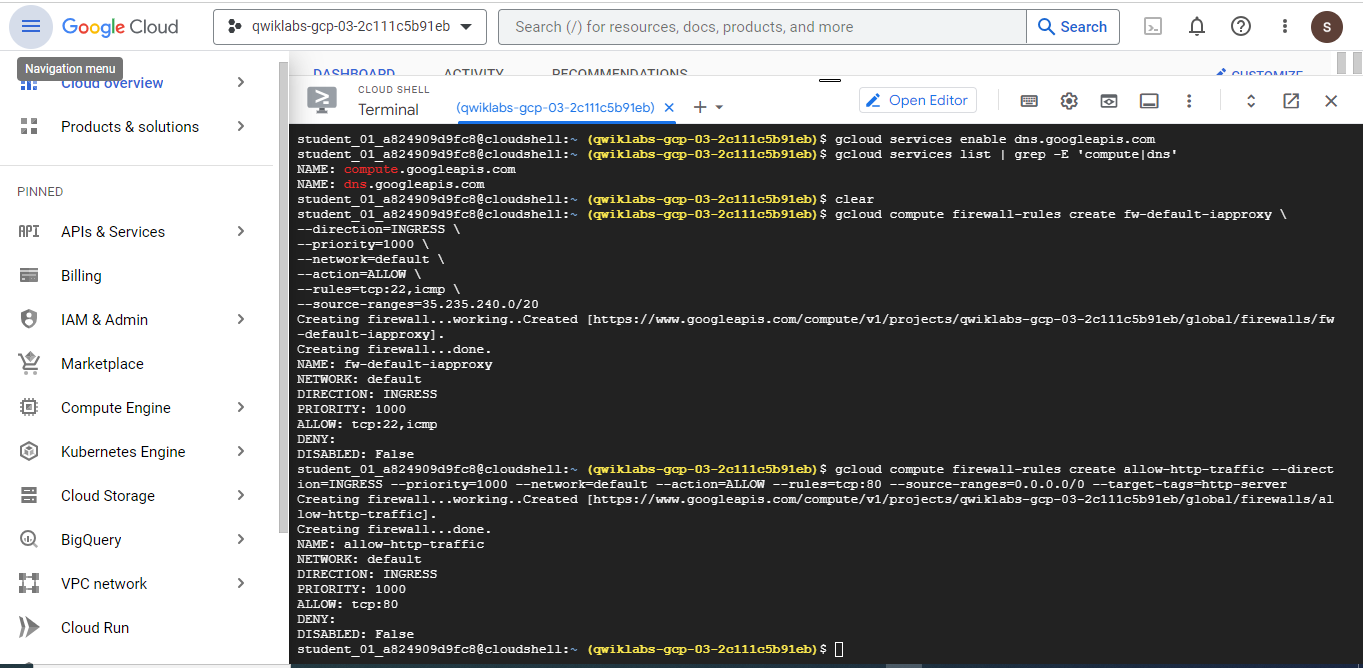 Google Cloud
qwiklabs-gcp-03-2c111c5b91eb
Search (/) for resources, docs, products, and more
Search
S
Navigation menu
Cloud overview
Products & solutions
PINNED
API
APIs & Services
Billing
IAM & Admin
Marketplace
Compute Engine
Kubernetes Engine
Cloud Storage
BigQuery
VPC network
Cloud Run
DASHBOARD
ACTIVITY
RECOMMENDATIONS
CUSTOMIZE
CLOUD SHELL
Terminal
(qwiklabs-gcp-03-2c111c5b91eb)
Open Editor
student_01_a824909d9fc8@cloudshell:~ (qwiklabs-gcp-03-2c111c5b91eb)$ gcloud services enable dns.googleapis.com
student_01_a824909d9fc8@cloudshell:~ (qwiklabs-gcp-03-2c111c5b91eb)$ gcloud services list | grep -E 'compute|dns'
NAME: compute.googleapis.com
NAME: dns.googleapis.com
student_01_a824909d9fc8@cloudshell:~ (qwiklabs-gcp-03-2c111c5b91eb)$ clear
student_01_a824909d9fc8@cloudshell:~ (qwiklabs-gcp-03-2c111c5b91eb)$ gcloud compute firewall-rules create fw-default-iapproxy \
--direction=INGRESS \
--priority=1000 \
--network=default \
--action=ALLOW \
--rules=tcp:22,icmp \
--source-ranges=35.235.240.0/20
Creating firewall...working..Created [https://www.googleapis.com/compute/v1/projects/qwiklabs-gcp-03-2c111c5b91eb/global/firewalls/fw
-default-iapproxy].
Creating firewall...done.
NAME: fw-default-iapproxy
NETWORK: default
DIRECTION: INGRESS
PRIORITY: 1000
ALLOW: tcp:22,icmp
DENY:
DISABLED: False
student_01_a824909d9fc8@cloudshell:~ (qwiklabs-gcp-03-2c111c5b91eb)$ gcloud compute firewall-rules create allow-http-traffic --direct
ion=INGRESS --priority=1000 --network=default --action=ALLOW --rules=tcp:80 --source-ranges=0.0.0.0/0 --target-tags=http-server
Creating firewall...working..Created [https://www.googleapis.com/compute/v1/projects/qwiklabs-gcp-03-2c111c5b91eb/global/firewalls/al
low-http-traffic].
Creating firewall...done.
NAME: allow-http-traffic
NETWORK: default
DIRECTION: INGRESS
PRIORITY: 1000
ALLOW: tcp:80
DENY:
DISABLED: False
student_01_a824909d9fc8@cloudshell:~ (qwiklabs-gcp-03-2c111c5b91eb)$